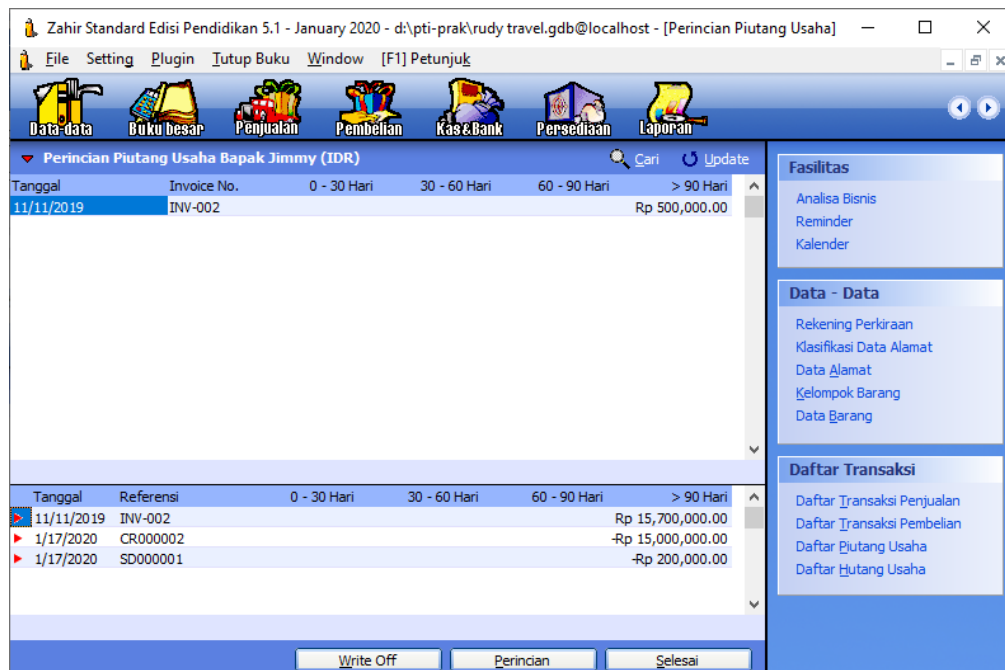 Zahir Standard Edisi Pendidikan 5.1 - January 2020 - d:\pti-prak\rudy travel.gdb@localhost - [Perincian Piutang Usaha]
File Setting Plugin Tutup Buku Window [F1] Petunjuk
Data-data Buku besar Penjualan Pembelian Kas&Bank Persediaan Laporan
Perincian Piutang Usaha Bapak Jimmy (IDR) Cari Update
Tanggal Invoice No. 0 - 30 Hari 30 - 60 Hari 60 - 90 Hari > 90 Hari
11/11/2019 INV-002 Rp 500,000.00
Tanggal Referensi 0 - 30 Hari 30 - 60 Hari 60 - 90 Hari > 90 Hari
11/11/2019 INV-002 Rp 15,700,000.00
1/17/2020 CR000002 -Rp 15,000,000.00
1/17/2020 SD000001 -Rp 200,000.00
Write Off Perincian Selesai
Fasilitas
Analisa Bisnis
Reminder
Kalender
Data - Data
Rekening Perkiraan
Klasifikasi Data Alamat
Data Alamat
Kelompok Barang
Data Barang
Daftar Transaksi
Daftar Transaksi Penjualan
Daftar Transaksi Pembelian
Daftar Piutang Usaha
Daftar Hutang Usaha